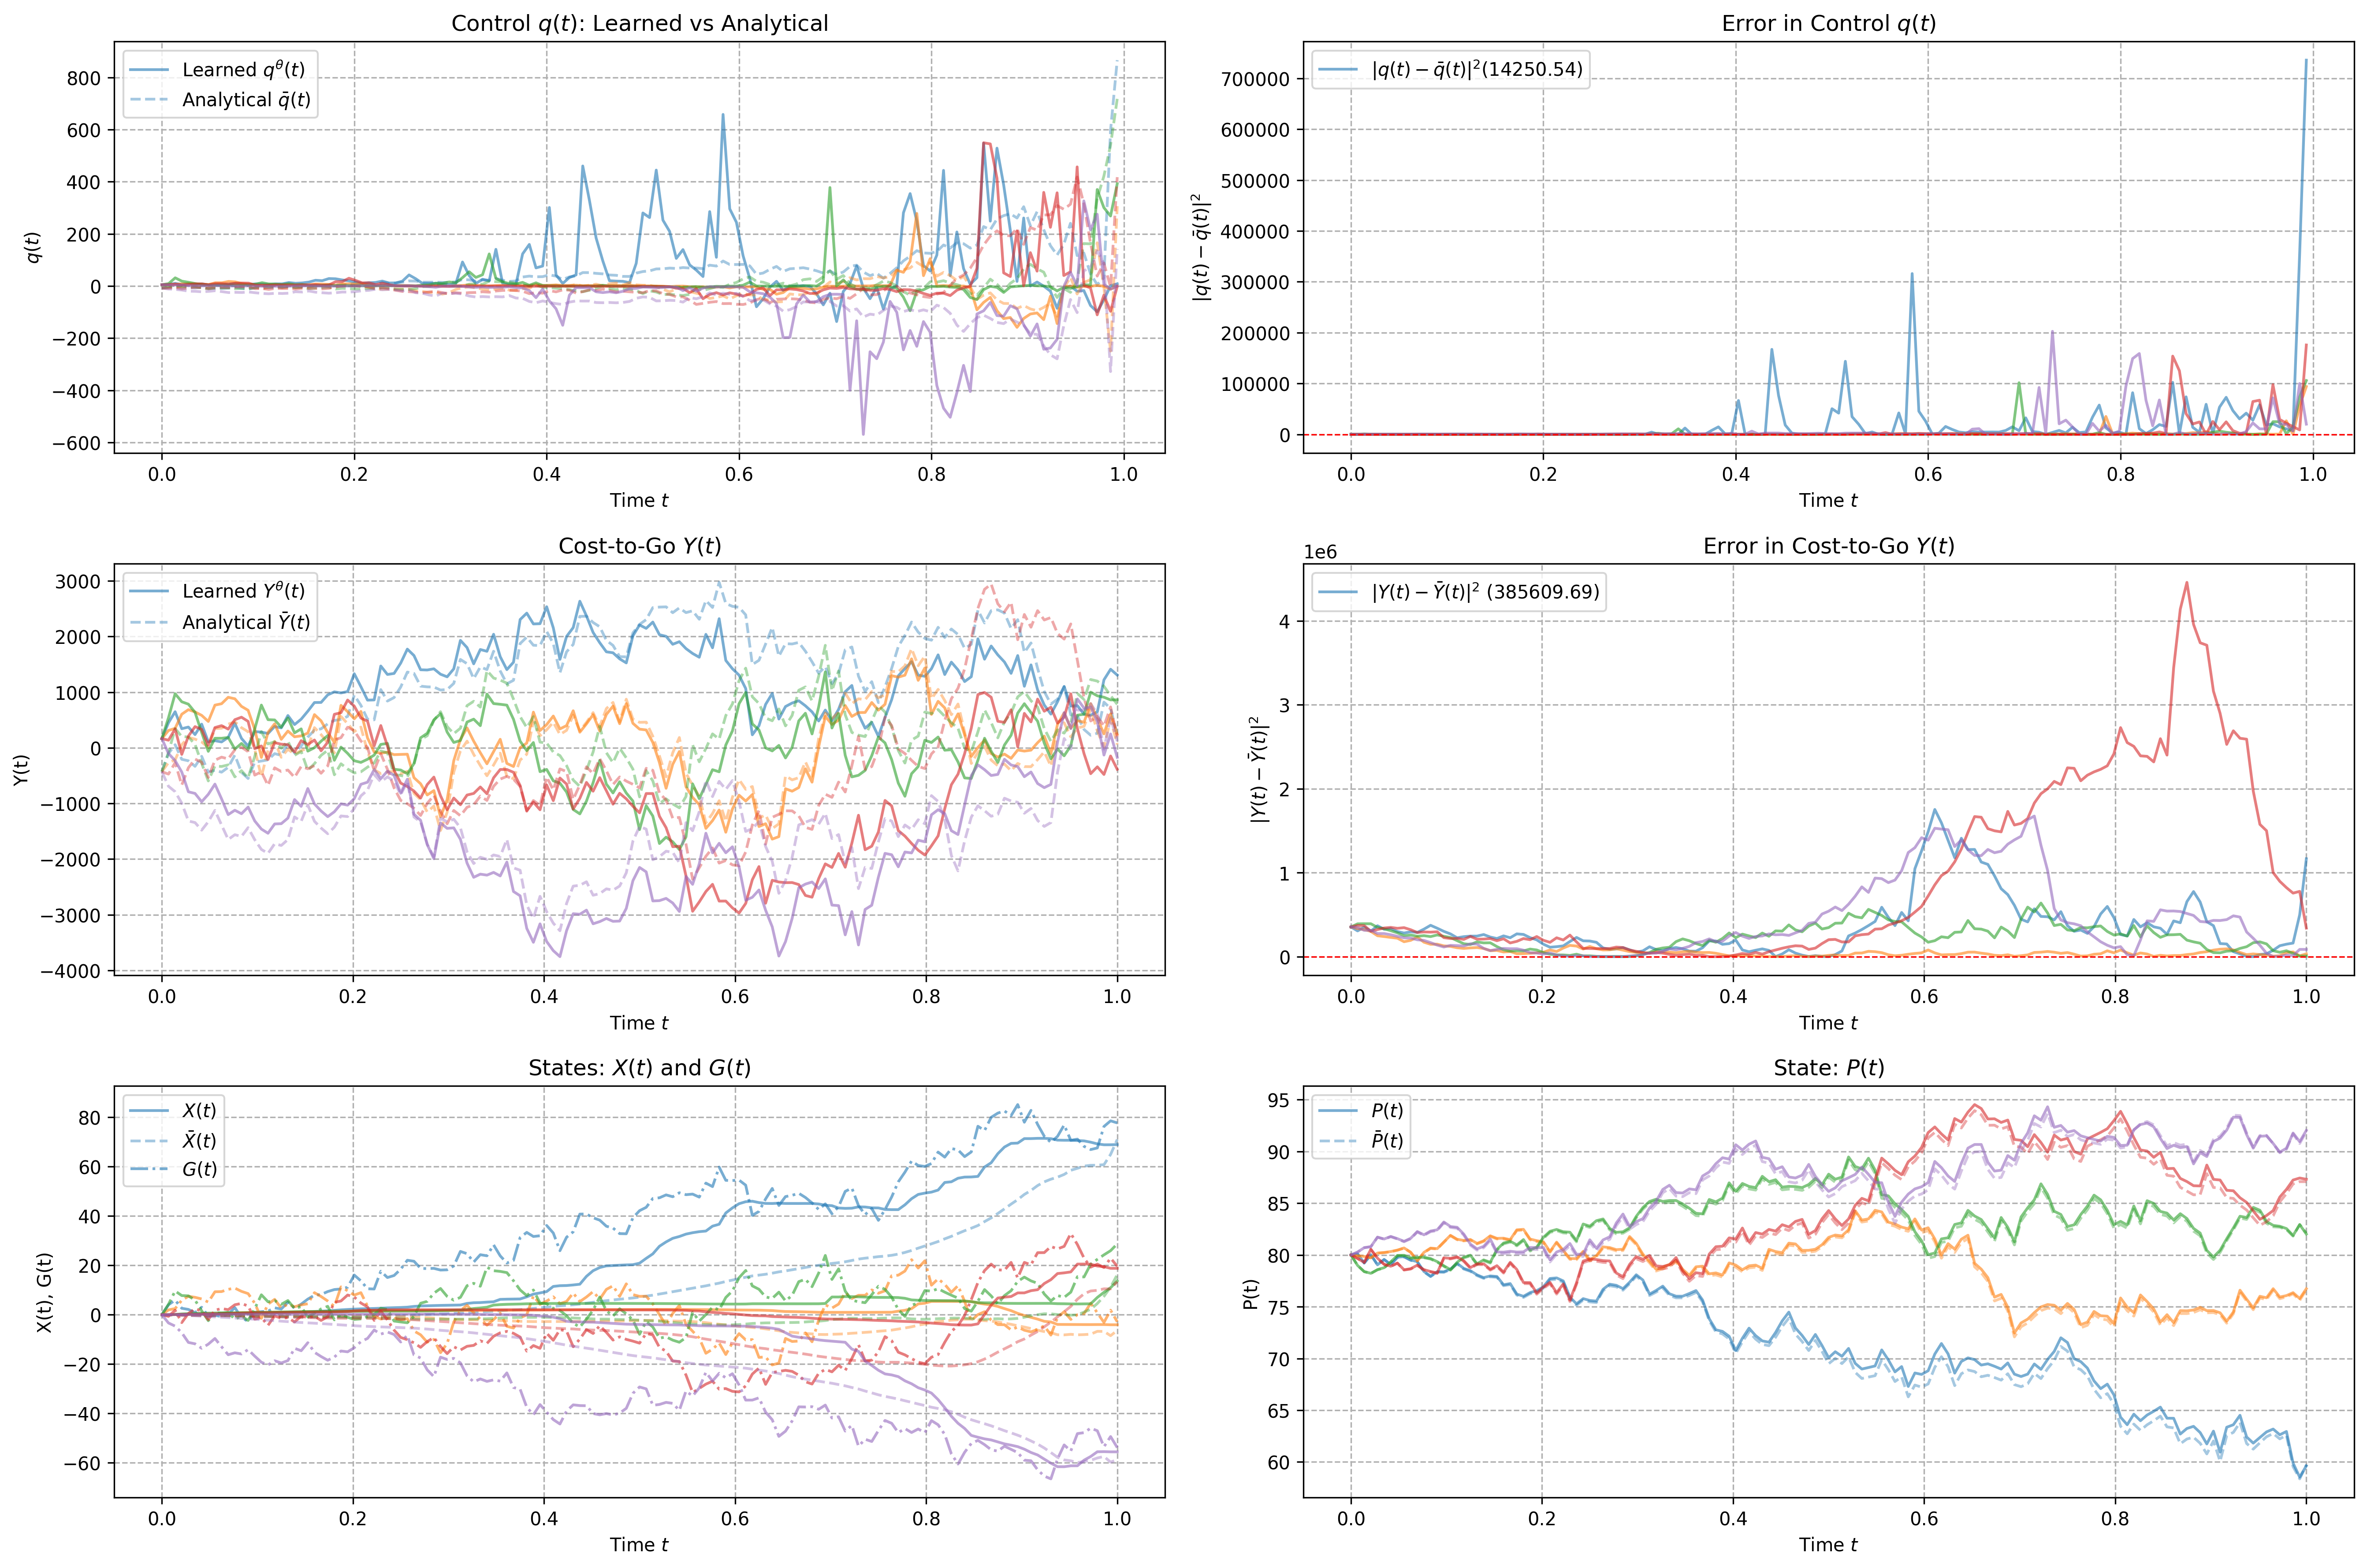 Control q(t): Learned vs Analytical
Learned q^θ(t)
Analytical q̄(t)
q(t)
800
600
400
200
0
−200
−400
−600
0.0 0.2 0.4 0.6 0.8 1.0
Time t
Error in Control q(t)
|q(t) − q̄(t)|²(14250.54)
|q(t) − q̄(t)|²
700000
600000
500000
400000
300000
200000
100000
0
0.0 0.2 0.4 0.6 0.8 1.0
Time t
Cost-to-Go Y(t)
Learned Y^θ(t)
Analytical Ȳ(t)
Y(t)
3000
2000
1000
0
−1000
−2000
−3000
−4000
0.0 0.2 0.4 0.6 0.8 1.0
Time t
Error in Cost-to-Go Y(t)
1e6
|Y(t) − Ȳ(t)|² (385609.69)
|Y(t) − Ȳ(t)|²
4
3
2
1
0
0.0 0.2 0.4 0.6 0.8 1.0
Time t
States: X(t) and G(t)
X(t)
X̄(t)
G(t)
X(t), G(t)
80
60
40
20
0
−20
−40
−60
0.0 0.2 0.4 0.6 0.8 1.0
Time t
State: P(t)
P(t)
P̄(t)
P(t)
95
90
85
80
75
70
65
60
0.0 0.2 0.4 0.6 0.8 1.0
Time t